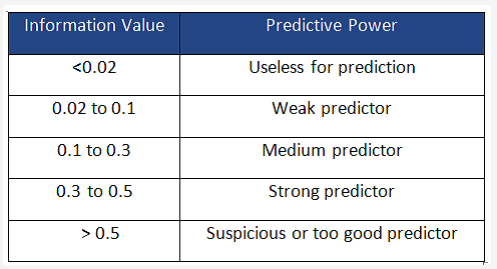 Information Value Predictive Power
<0.02 Useless for prediction
0.02 to 0.1 Weak predictor
0.1 to 0.3 Medium predictor
0.3 to 0.5 Strong predictor
> 0.5 Suspicious or too good predictor